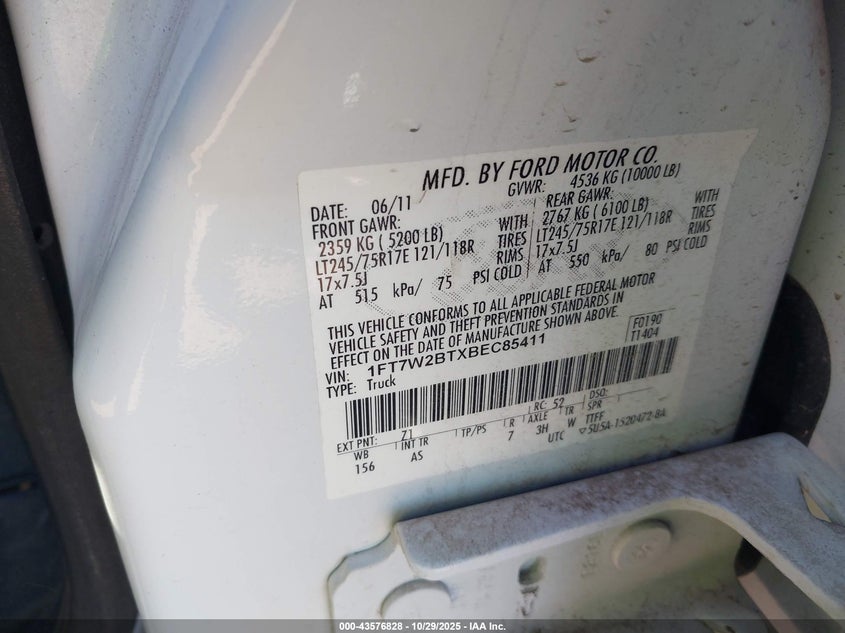 MFD. BY FORD MOTOR CO.
DATE: 06/11 GVWR: 4536 KG (10000 LB)
FRONT GAWR: REAR GAWR:
2359 KG ( 5200 LB) WITH 2767 KG ( 6100 LB) WITH
LT245/75R17E 121/118R TIRES LT245/75R17E 121/118R TIRES
17x7.5J RIMS 17x7.5J RIMS
AT 515 kPa/ 75 PSI COLD AT 550 kPa/ 80 PSI COLD
THIS VEHICLE CONFORMS TO ALL APPLICABLE FEDERAL MOTOR
VEHICLE SAFETY AND THEFT PREVENTION STANDARDS IN
EFFECT ON THE DATE OF MANUFACTURE SHOWN ABOVE.
VIN: 1FT7W2BTXBEC85411 F0190
TYPE: Truck T1404
EXT PNT: Z1 RC: 52 DSO:
WB INT TR TP/PS R AXLE TR SPR
156 AS 7 3H W TTFF
UTC ▽5USA-1520472-BA
000-43576828 - 10/29/2025 - IAA Inc.